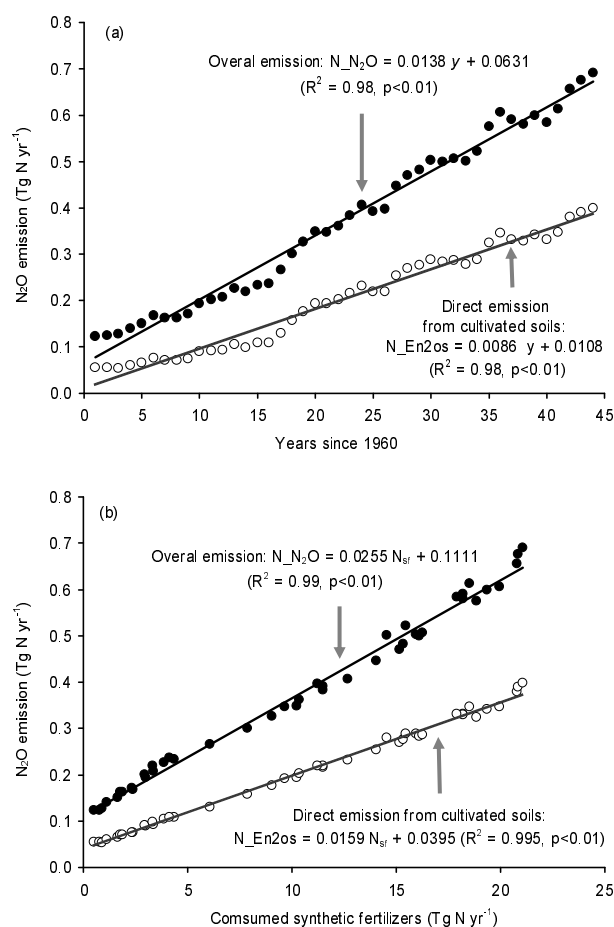 (a)
Overal emission: N_N₂O = 0.0138 y + 0.0631
(R² = 0.98, p<0.01)
0.8
0.7
0.6
0.5
0.4
0.3
0.2
0.1
0.0
N₂O emission (Tg N yr⁻¹)
Direct emission
from cultivated soils:
N_En2os = 0.0086 y + 0.0108
(R² = 0.98, p<0.01)
0 5 10 15 20 25 30 35 40 45
Years since 1960
(b)
Overal emission: N_N₂O = 0.0255 Nsf + 0.1111
(R² = 0.99, p<0.01)
0.8
0.7
0.6
0.5
0.4
0.3
0.2
0.1
0.0
N₂O emission (Tg N yr⁻¹)
Direct emission from cultivated soils:
N_En2os = 0.0159 Nsf + 0.0395 (R² = 0.995, p<0.01)
0 5 10 15 20 25
Comsumed synthetic fertilizers (Tg N yr⁻¹)